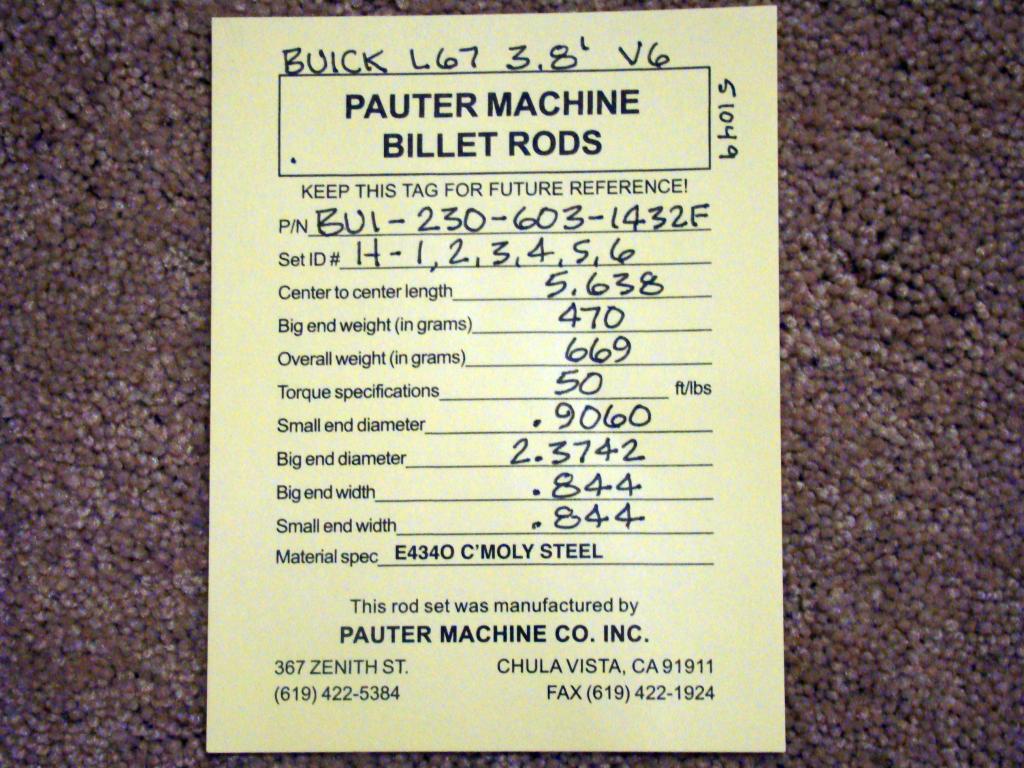 BUICK L67 3.8' V6
PAUTER MACHINE
BILLET RODS
51049
KEEP THIS TAG FOR FUTURE REFERENCE!
P/N BUI-230-603-1432F
Set ID # H-1,2,3,4,5,6
Center to center length 5.638
Big end weight (in grams) 470
Overall weight (in grams) 669
Torque specifications 50 ft/lbs
Small end diameter .9060
Big end diameter 2.3742
Big end width .844
Small end width .844
Material spec E434O C'MOLY STEEL
This rod set was manufactured by
PAUTER MACHINE CO. INC.
367 ZENITH ST. CHULA VISTA, CA 91911
(619) 422-5384 FAX (619) 422-1924